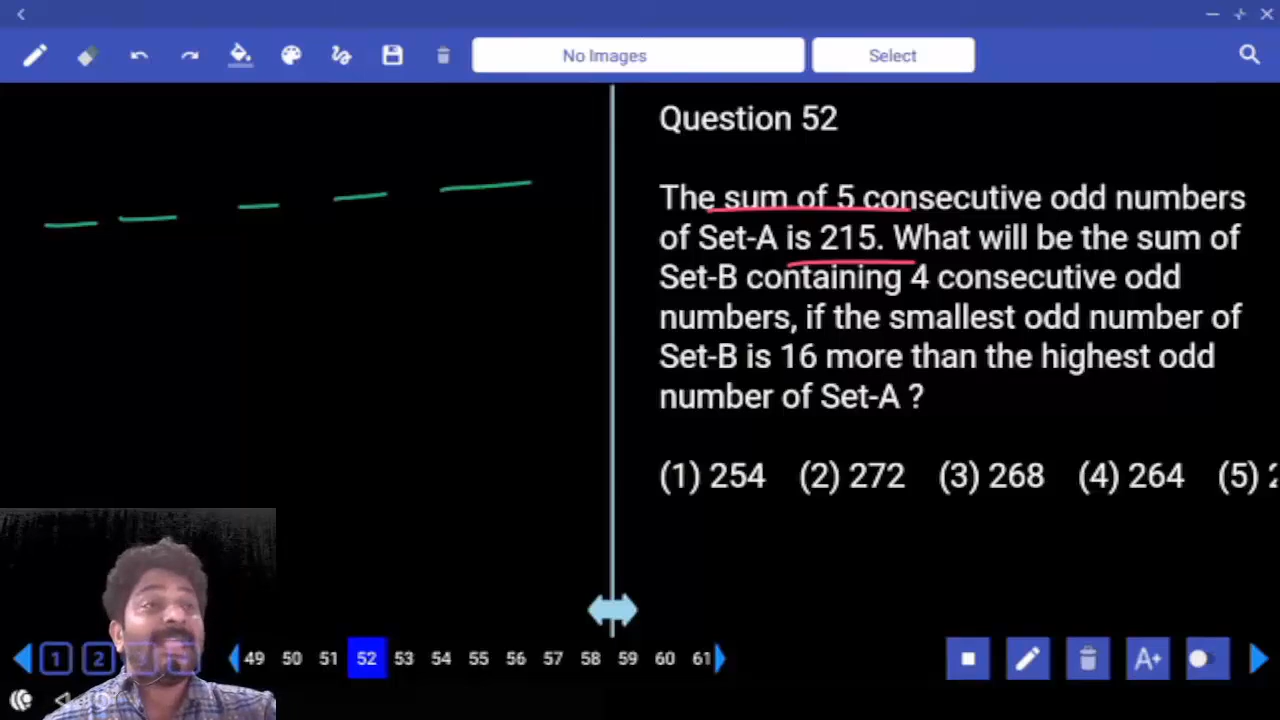 No Images
Select
Question 52
The sum of 5 consecutive odd numbers
of Set-A is 215. What will be the sum of
Set-B containing 4 consecutive odd
numbers, if the smallest odd number of
Set-B is 16 more than the highest odd
number of Set-A ?
(1) 254 (2) 272 (3) 268 (4) 264 (5)
1 2 49 50 51 52 53 54 55 56 57 58 59 60 61 A+